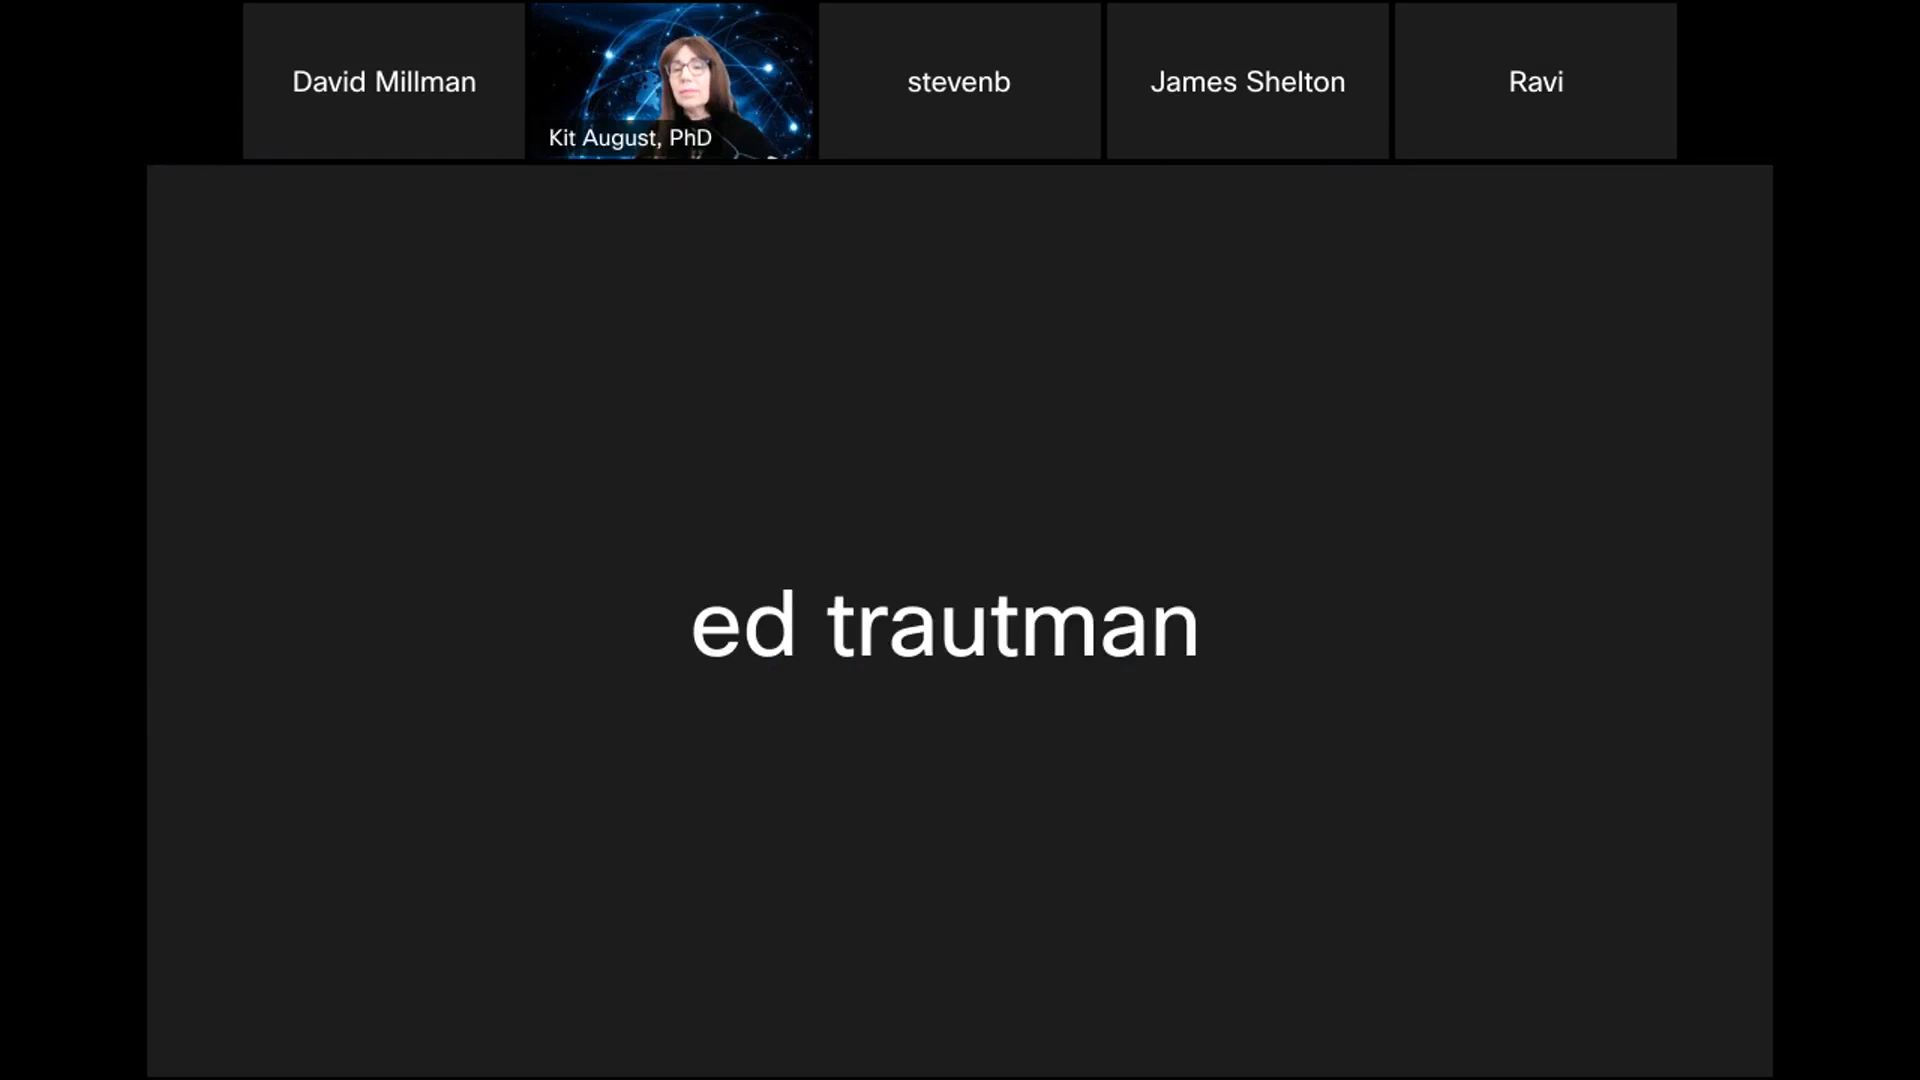 David Millman
Kit August, PhD
stevenb
James Shelton
Ravi
ed trautman